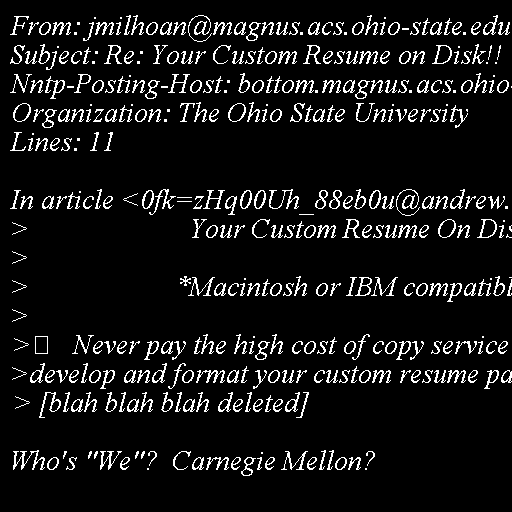 From: jmilhoan@magnus.acs.ohio-state.edu
Subject: Re: Your Custom Resume on Disk!!
Nntp-Posting-Host: bottom.magnus.acs.ohio-
Organization: The Ohio State University
Lines: 11

In article <0fk=zHq00Uh_88eb0u@andrew.
> Your Custom Resume On Dis
>
> *Macintosh or IBM compatibl
>
>▯ Never pay the high cost of copy service
>develop and format your custom resume pa
> [blah blah blah deleted]

Who's "We"? Carnegie Mellon?